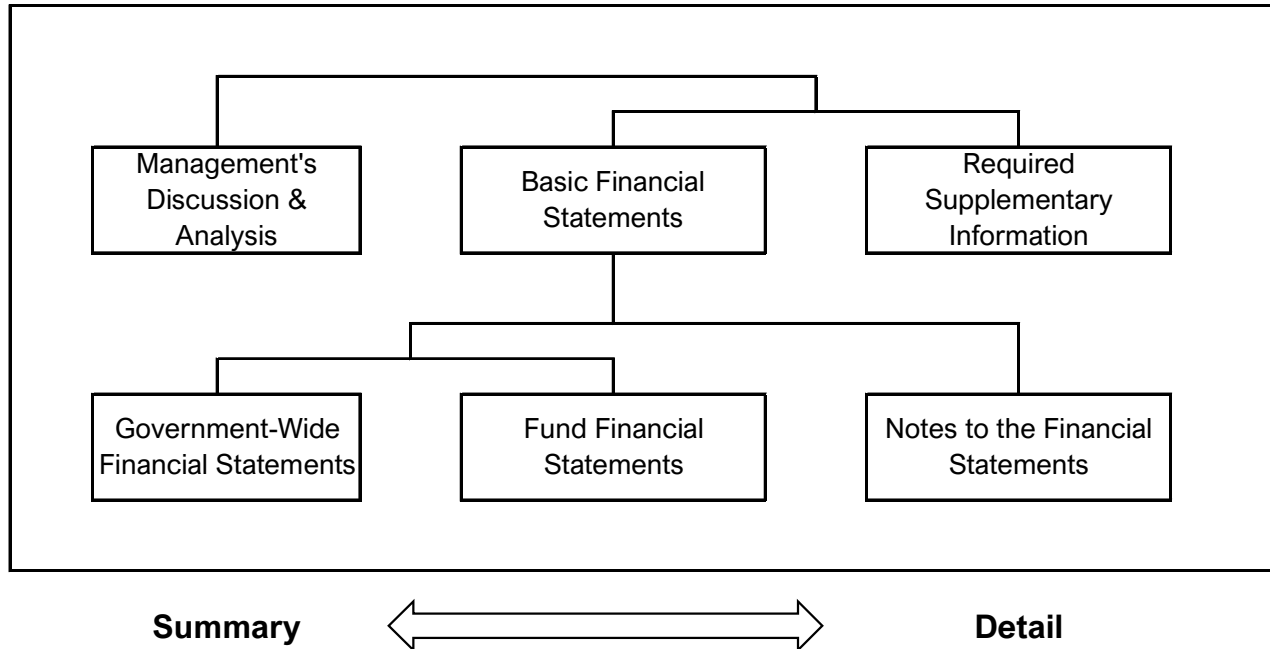 Management's
Discussion &
Analysis
Basic Financial
Statements
Required
Supplementary
Information
Government-Wide
Financial Statements
Fund Financial
Statements
Notes to the Financial
Statements
Summary
Detail